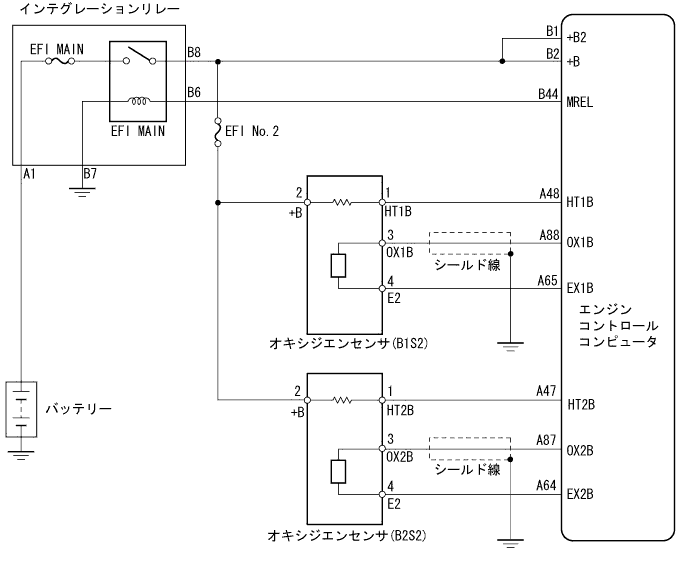 インテグレーションリレー
EFI MAIN
B8
B1
+B2
B2
+B
B6
B44
MREL
EFI MAIN
EFI No.2
A1
B7
2
+B
1
HT1B
A48
HT1B
3
OX1B
A88
OX1B
シールド線
4
E2
A65
EX1B
エンジン
コントロール
コンピュータ
オキシジエンセンサ(B1S2)
バッテリー
2
+B
1
HT2B
A47
HT2B
3
OX2B
A87
OX2B
シールド線
4
E2
A64
EX2B
オキシジエンセンサ(B2S2)